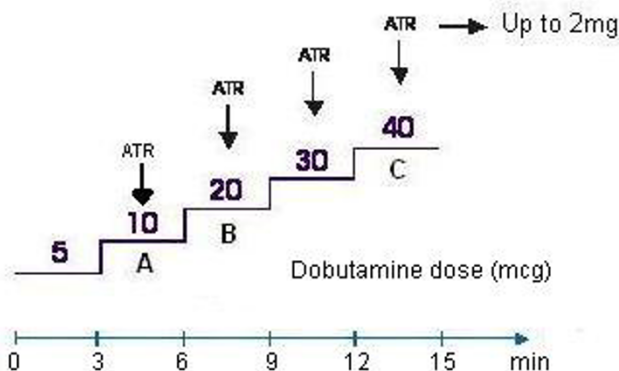 ATR Up to 2mg
ATR
ATR
ATR
40
30
20
10
5
C
B
A
Dobutamine dose (mcg)
0 3 6 9 12 15 min